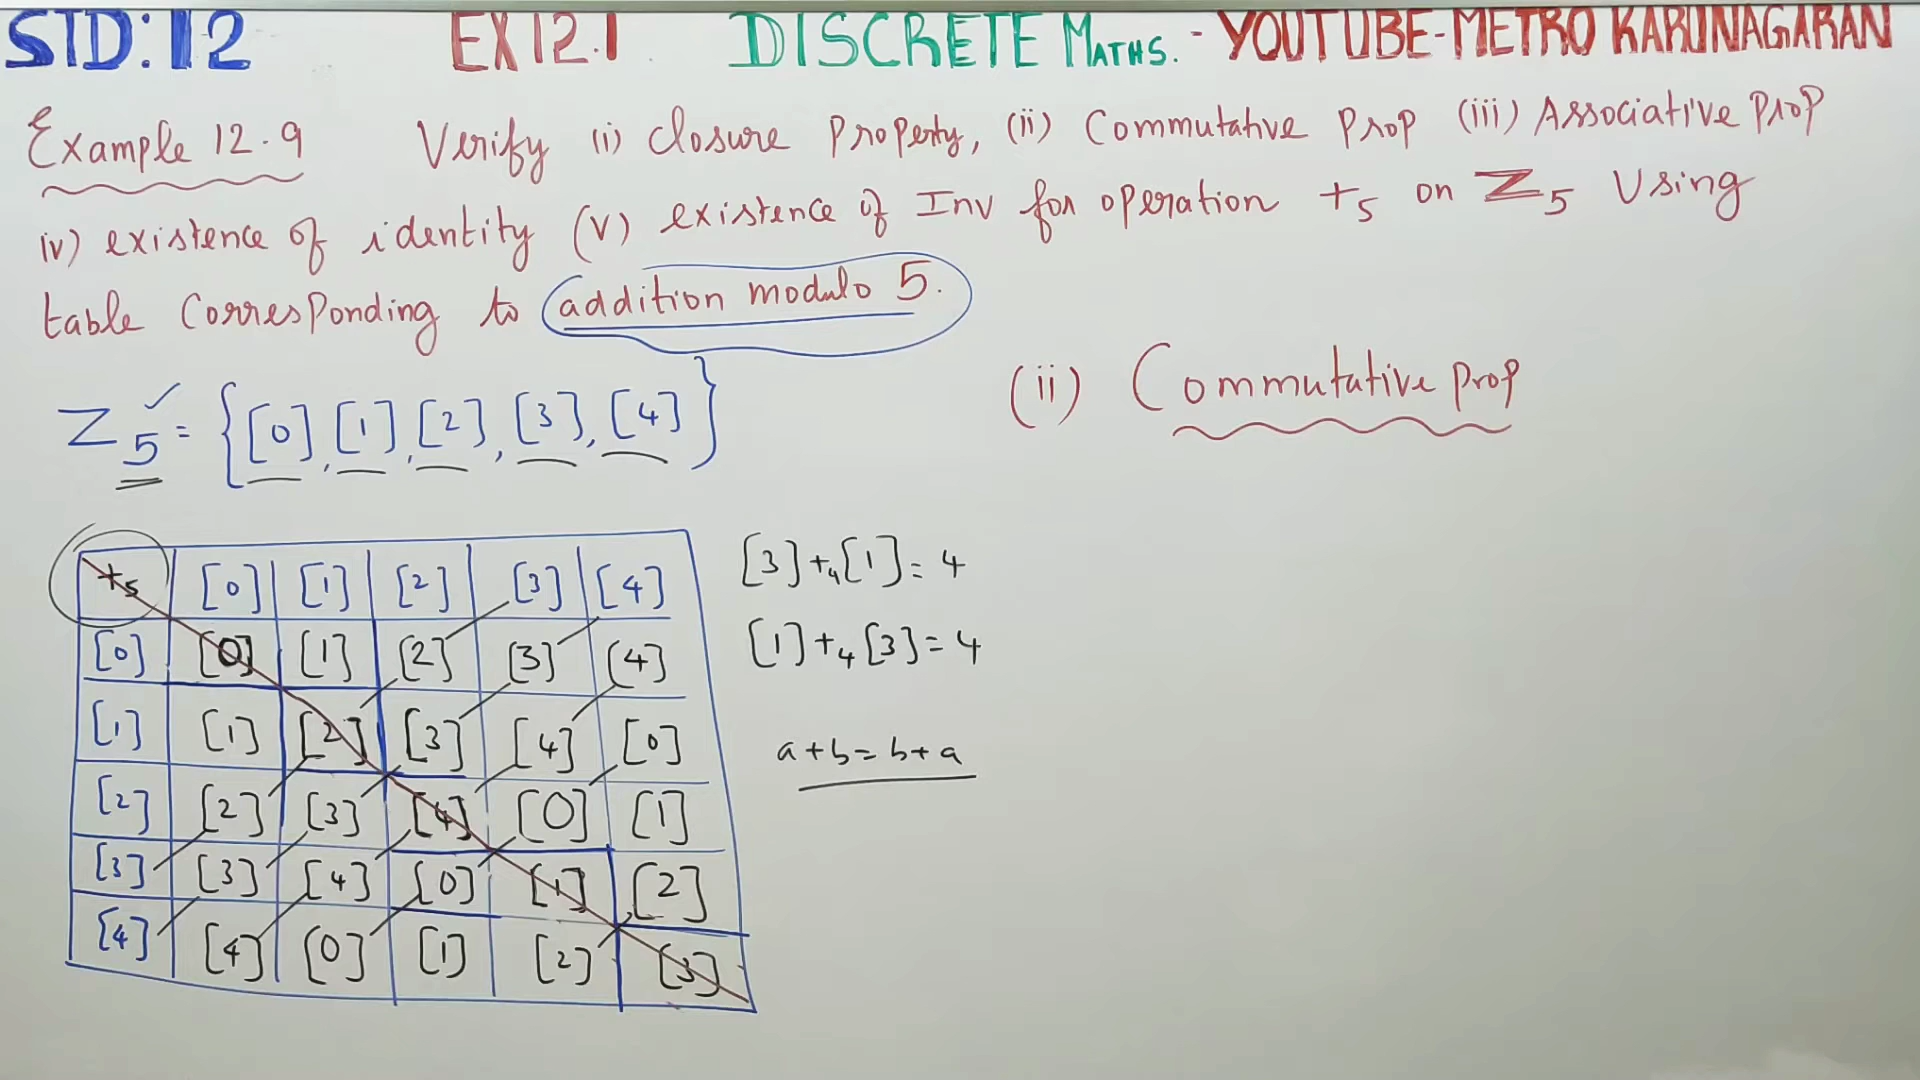 STD: 12 EX 12.1 DISCRETE MATHS. - YOUTUBE-METRO KARUNAGARAN
Example 12.9 Verify (i) closure Property, (ii) Commutative Prop (iii) Associative Prop
iv) existence of identity (v) existence of Inv for operation +5 on Z5 Using
table Corresponding to addition modulo 5.
Z5 = {[0], [1], [2], [3], [4]}
(ii) Commutative Prop
+5 [0] [1] [2] [3] [4]
[0] [0] [1] [2] [3] [4]
[1] [1] [2] [3] [4] [0]
[2] [2] [3] [4] [0] [1]
[3] [3] [4] [0] [1] [2]
[4] [4] [0] [1] [2] [3]
[3]+4[1]=4
[1]+4[3]=4
a+b=b+a